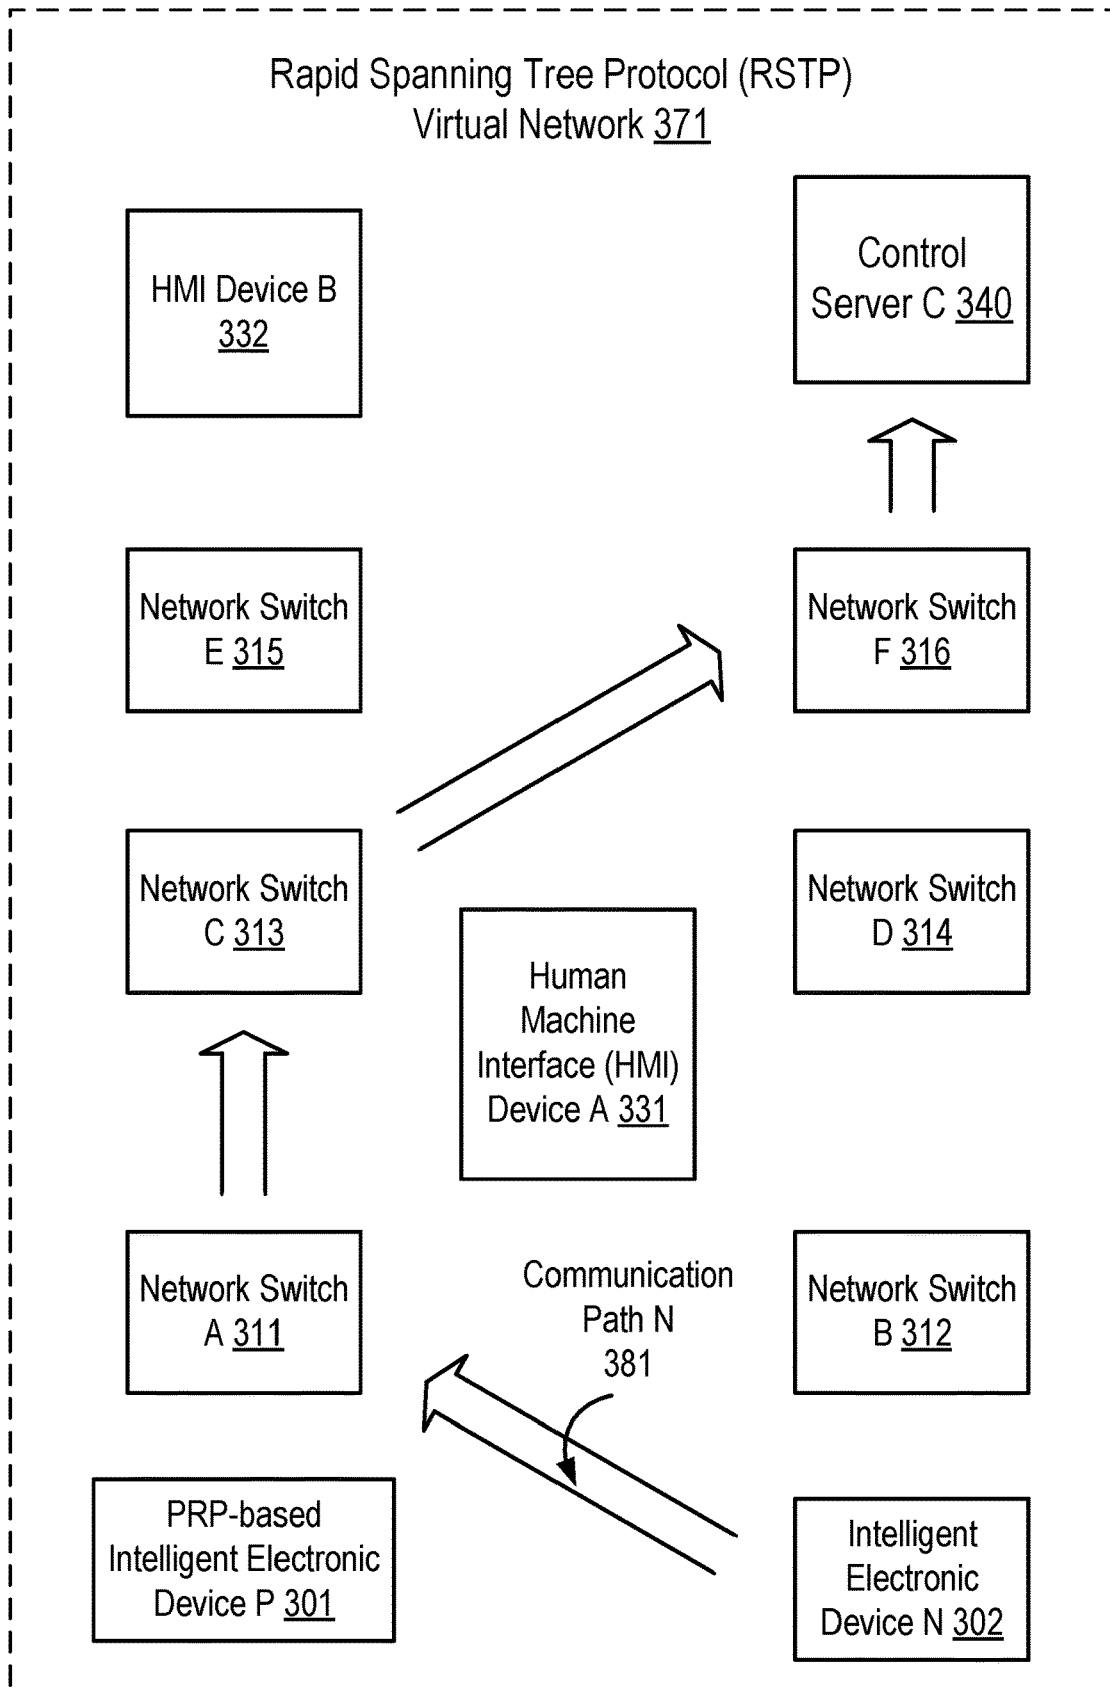 Rapid Spanning Tree Protocol (RSTP)
Virtual Network 371
HMI Device B
332
Control
Server C 340
Network Switch
E 315
Network Switch
F 316
Network Switch
C 313
Network Switch
D 314
Human
Machine
Interface (HMI)
Device A 331
Network Switch
A 311
Communication
Path N
381
Network Switch
B 312
PRP-based
Intelligent Electronic
Device P 301
Intelligent
Electronic
Device N 302